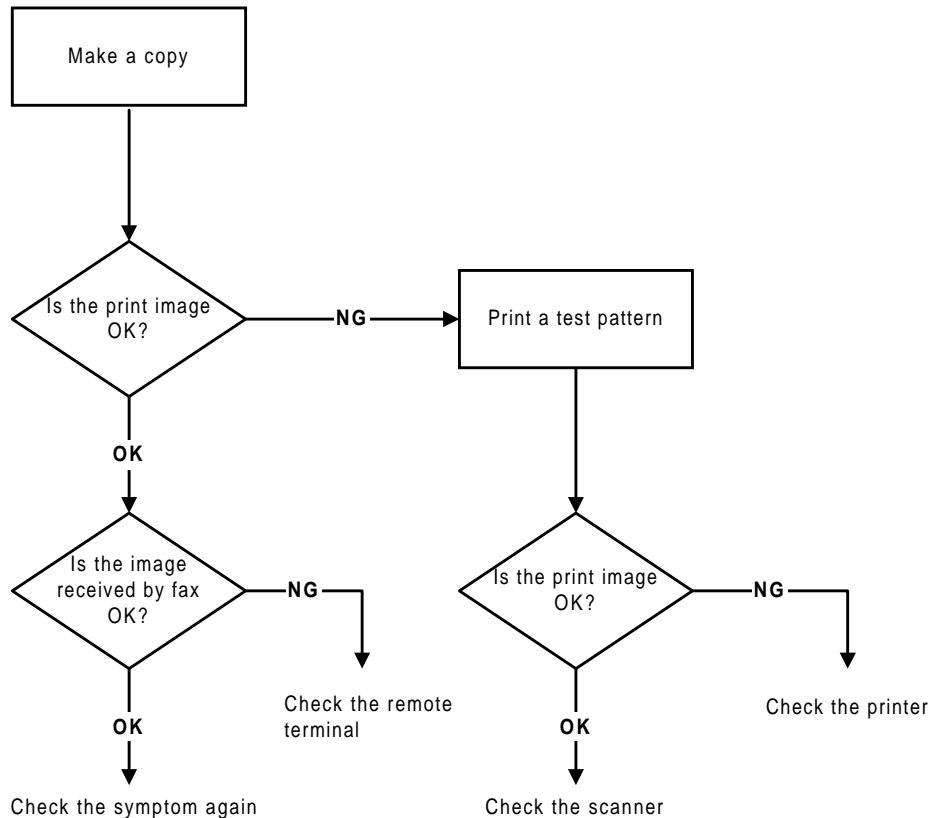 Make a copy
Is the print image
OK?
NG
Print a test pattern
OK
Is the image
received by fax
OK?
NG
Check the remote
terminal
OK
Check the symptom again
Is the print image
OK?
NG
Check the printer
OK
Check the scanner